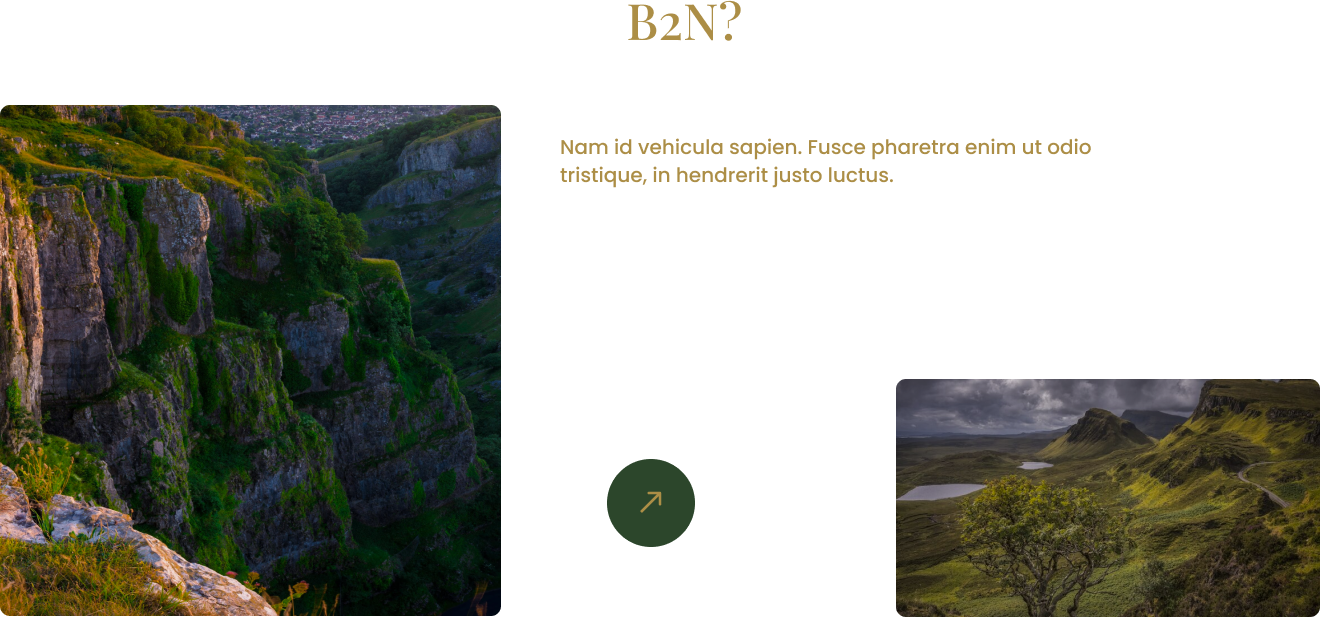 B2N?
Nam id vehicula sapien. Fusce pharetra enim ut odio
tristique, in hendrerit justo luctus.